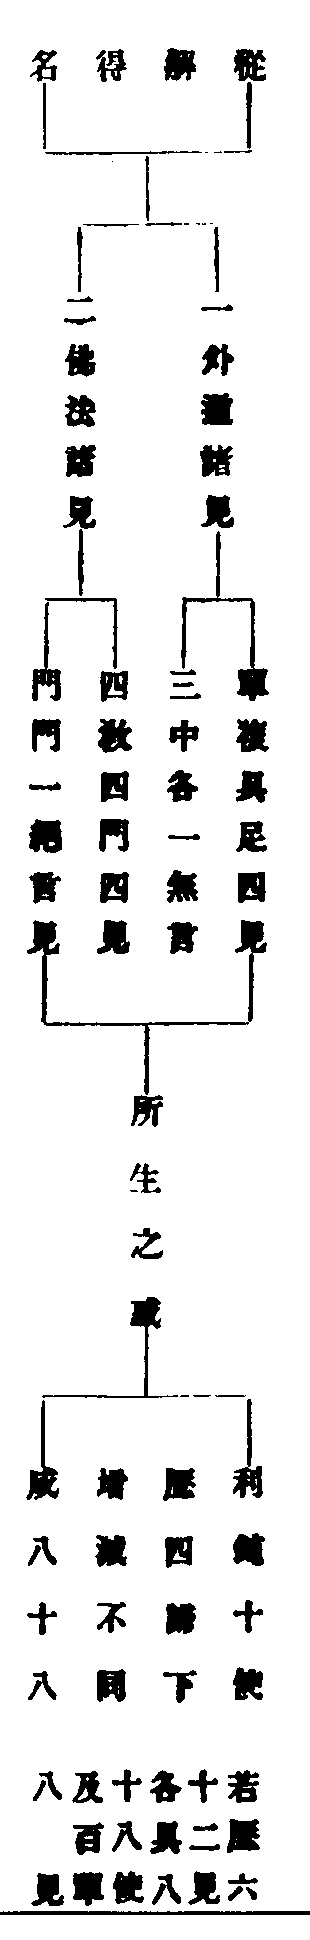 從解得名
一外道諸見
二佛法諸見
單複具足四見
三中各一無言
四教四門四見
門門一絕言見
所生之惑
利鈍十使
歷四諦下
增減不同
成八十八
若歷六
十二見
各具八
十八使
及百單
八見